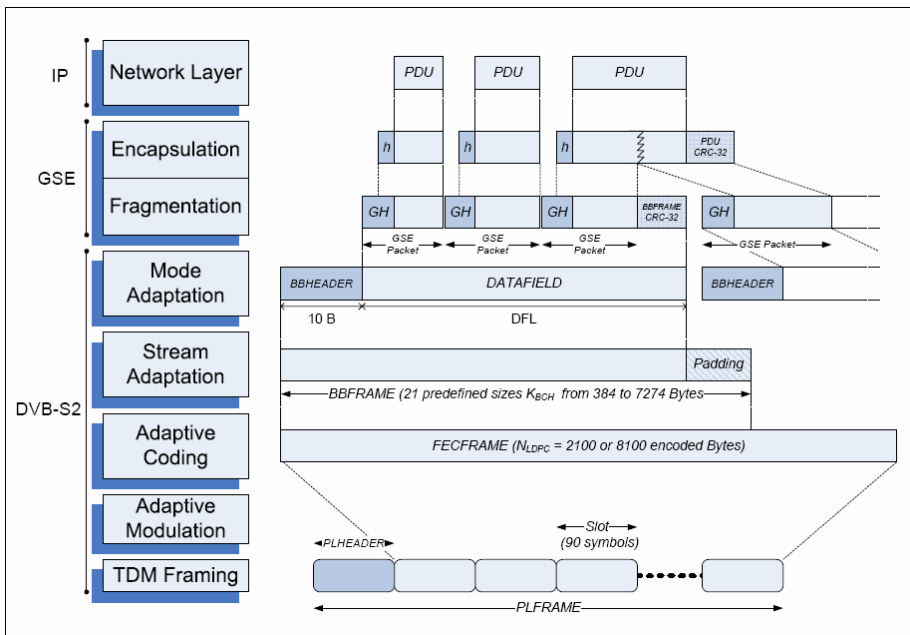 IP
Network Layer
PDU
PDU
PDU
GSE
Encapsulation
h
h
h
PDU
CRC-32
Fragmentation
GH
GH
GH
BBFRAME
CRC-32
GH
GSE
Packet
GSE
Packet
GSE
Packet
GSE Packet
DVB-S2
Mode
Adaptation
BBHEADER
DATAFIELD
BBHEADER
10 B
DFL
Stream
Adaptation
Padding
BBFRAME (21 predefined sizes KBCH from 384 to 7274 Bytes
Adaptive
Coding
FECFRAME (NLDPC = 2100 or 8100 encoded Bytes)
Adaptive
Modulation
Slot
(90 symbols)
PLHEADER
TDM Framing
PLFRAME